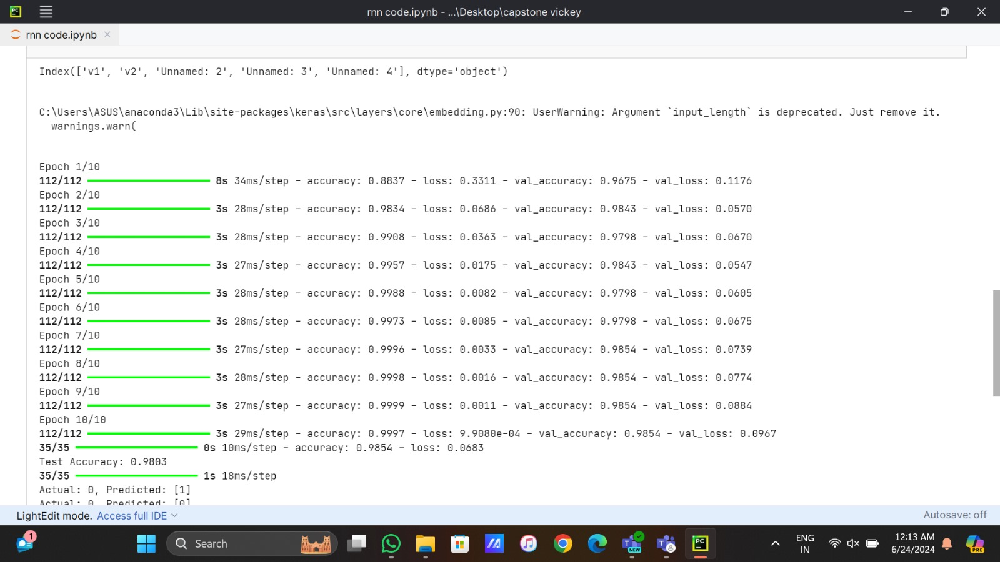 PC
rnn code.ipynb - ...\Desktop\capstone vickey
rnn code.ipynb
Index(['v1', 'v2', 'Unnamed: 2', 'Unnamed: 3', 'Unnamed: 4'], dtype='object')
C:\Users\ASUS\anaconda3\Lib\site-packages\keras\src\layers\core\embedding.py:90: UserWarning: Argument `input_length` is deprecated. Just remove it.
warnings.warn(
Epoch 1/10
112/112 8s 34ms/step - accuracy: 0.8837 - loss: 0.3311 - val_accuracy: 0.9675 - val_loss: 0.1176
Epoch 2/10
112/112 3s 28ms/step - accuracy: 0.9834 - loss: 0.0686 - val_accuracy: 0.9843 - val_loss: 0.0570
Epoch 3/10
112/112 3s 28ms/step - accuracy: 0.9908 - loss: 0.0363 - val_accuracy: 0.9798 - val_loss: 0.0670
Epoch 4/10
112/112 3s 27ms/step - accuracy: 0.9957 - loss: 0.0175 - val_accuracy: 0.9843 - val_loss: 0.0547
Epoch 5/10
112/112 3s 28ms/step - accuracy: 0.9988 - loss: 0.0082 - val_accuracy: 0.9798 - val_loss: 0.0605
Epoch 6/10
112/112 3s 28ms/step - accuracy: 0.9973 - loss: 0.0085 - val_accuracy: 0.9798 - val_loss: 0.0675
Epoch 7/10
112/112 3s 27ms/step - accuracy: 0.9996 - loss: 0.0033 - val_accuracy: 0.9854 - val_loss: 0.0739
Epoch 8/10
112/112 3s 28ms/step - accuracy: 0.9998 - loss: 0.0016 - val_accuracy: 0.9854 - val_loss: 0.0774
Epoch 9/10
112/112 3s 27ms/step - accuracy: 0.9999 - loss: 0.0011 - val_accuracy: 0.9854 - val_loss: 0.0884
Epoch 10/10
112/112 3s 29ms/step - accuracy: 0.9997 - loss: 9.9080e-04 - val_accuracy: 0.9854 - val_loss: 0.0967
35/35 0s 10ms/step - accuracy: 0.9854 - loss: 0.0683
Test Accuracy: 0.9803
35/35 1s 18ms/step
Actual: 0, Predicted: [1]
Actual: 0, Predicted: [0]
LightEdit mode. Access full IDE
Autosave: off
1
Search
NEW
PC
ENG
IN
12:13 AM
6/24/2024
PRE